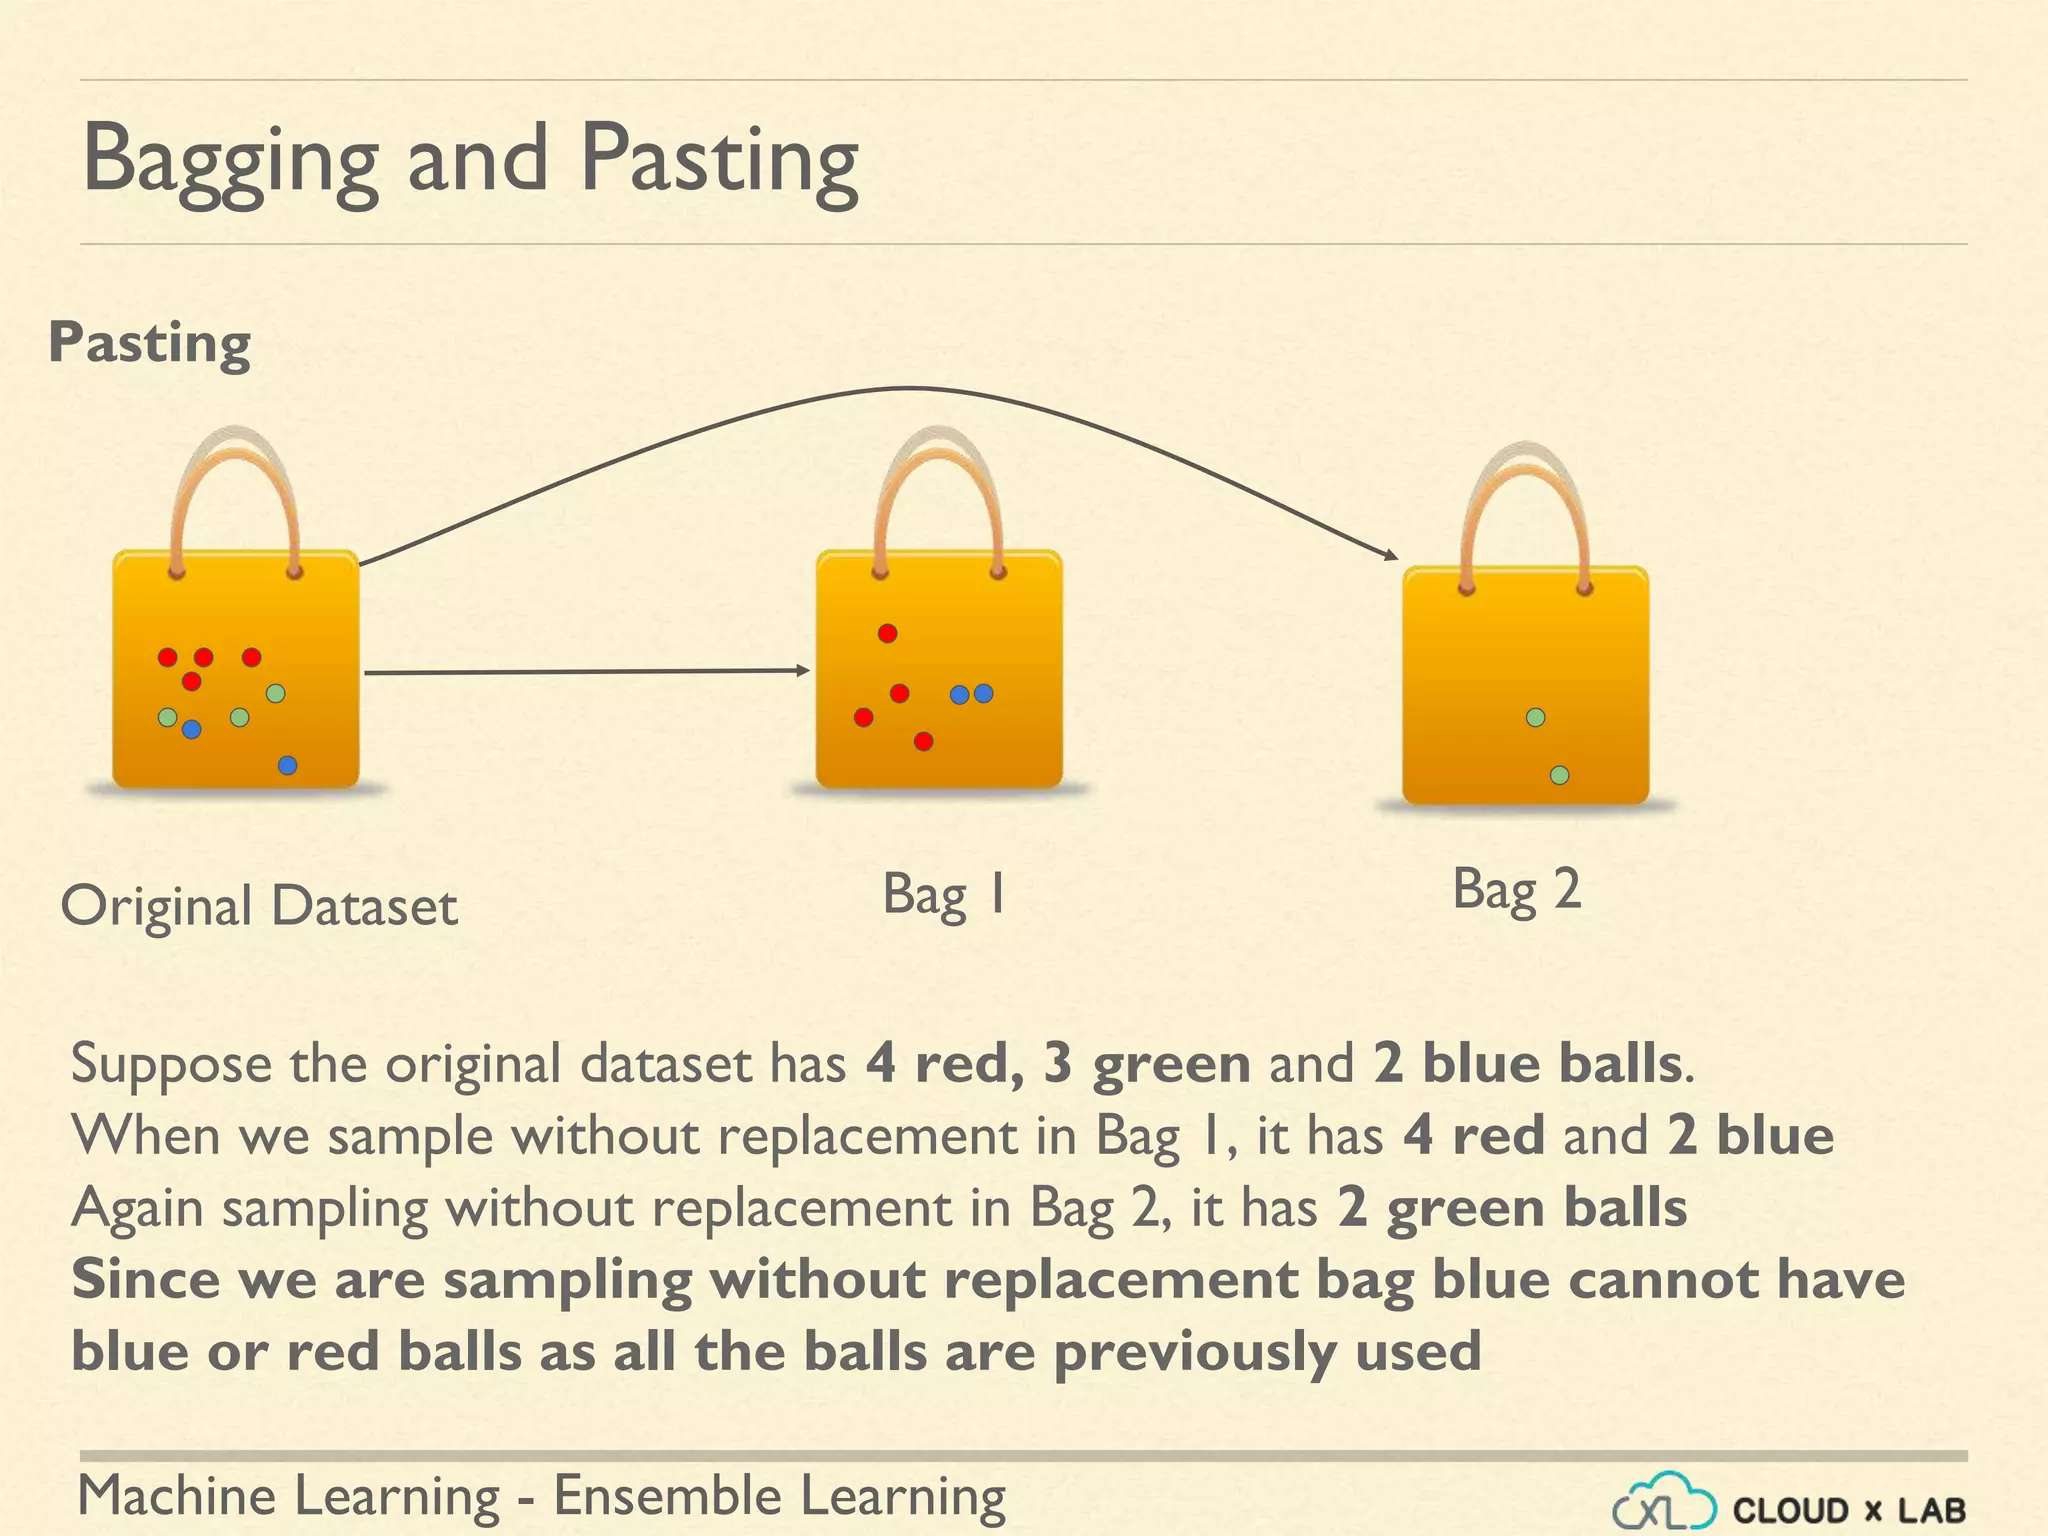 Bagging and Pasting
Pasting
Original Dataset
Bag 1
Bag 2
Suppose the original dataset has 4 red, 3 green and 2 blue balls.
When we sample without replacement in Bag 1, it has 4 red and 2 blue
Again sampling without replacement in Bag 2, it has 2 green balls
Since we are sampling without replacement bag blue cannot have
blue or red balls as all the balls are previously used
Machine Learning - Ensemble Learning
XL CLOUD x LAB